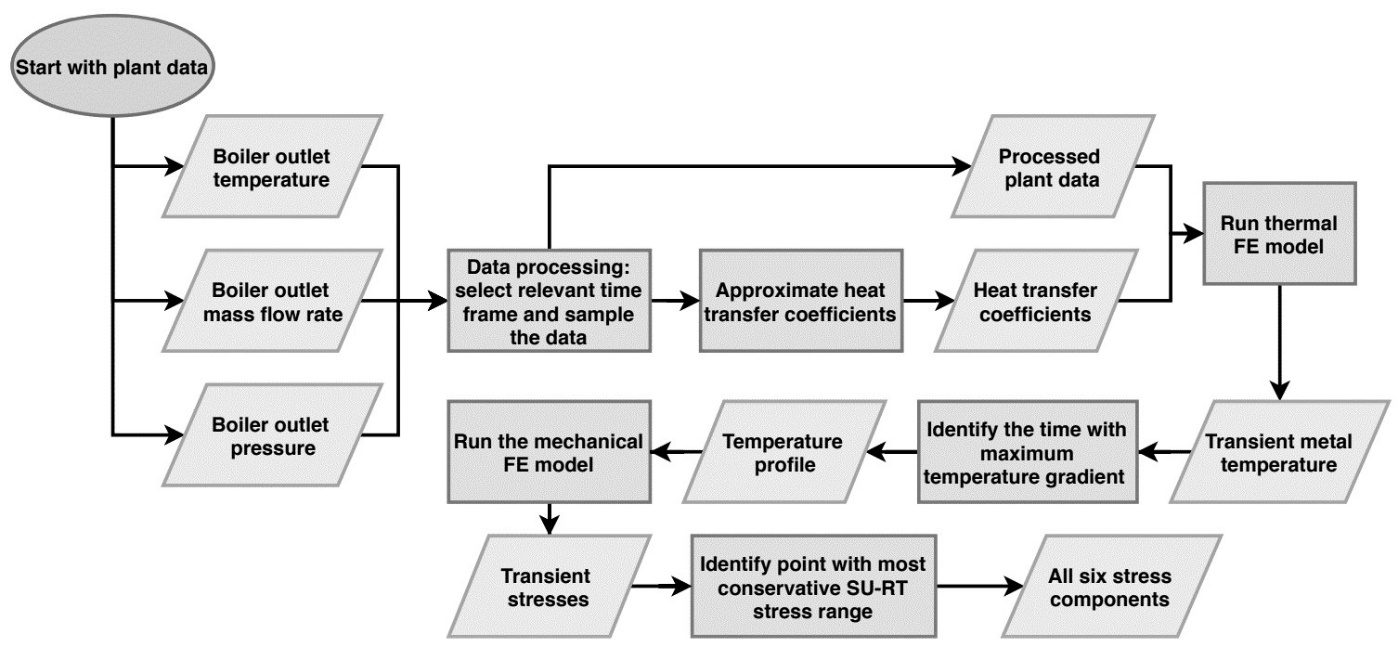 Start with plant data
Boiler outlet
temperature
Boiler outlet
mass flow rate
Boiler outlet
pressure
Data processing:
select relevant time
frame and sample
the data
Approximate heat
transfer coefficients
Processed
plant data
Heat transfer
coefficients
Run thermal
FE model
Transient metal
temperature
Identify the time with
maximum
temperature gradient
Temperature
profile
Run the mechanical
FE model
Transient
stresses
Identify point with most
conservative SU-RT
stress range
All six stress
components